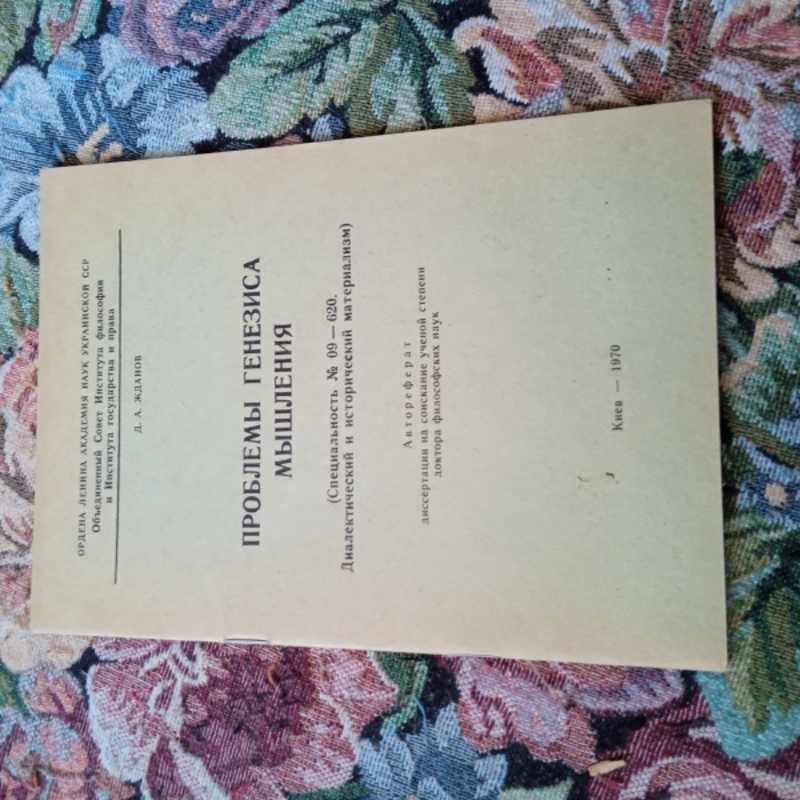 ОРДЕНА ЛЕНИНА АКАДЕМИЯ НАУК УКРАИНСКОЙ ССР
Объединенный Совет Института философии
и Института государства и права
Д. А. ЖДАНОВ
ПРОБЛЕМЫ ГЕНЕЗИСА
МЫШЛЕНИЯ
(Специальность № 09 — 620.
Диалектический и исторический материализм)
Автореферат
диссертации на соискание ученой степени
доктора философских наук
Киев — 1970